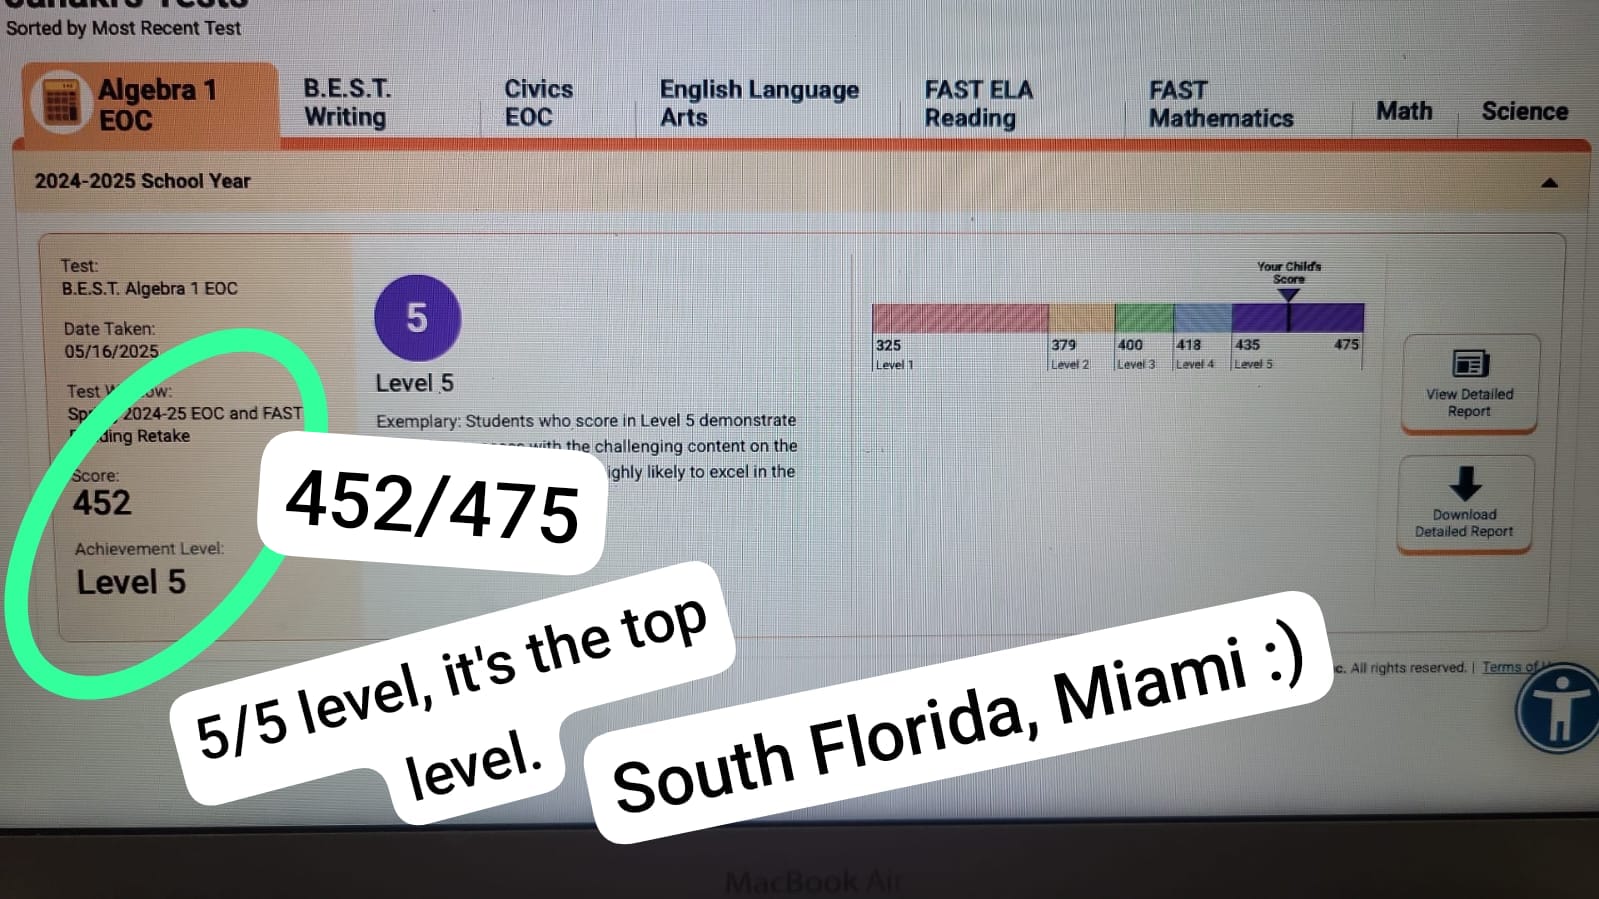 Sorted by Most Recent Test
Algebra 1
EOC
B.E.S.T.
Writing
Civics
EOC
English Language
Arts
FAST ELA
Reading
FAST
Mathematics
Math
Science
2024-2025 School Year
Test:
B.E.S.T. Algebra 1 EOC
Date Taken:
05/16/2025
Test
2024-25 EOC and FAST
Retake
Score:
452
Achievement Level:
Level 5
5
Level 5
Exemplary: Students who score in Level 5 demonstrate
with the challenging content on the
likely to excel in the
Your Child's
Score
325
379
400
418
435
475
Level 1
Level 2
Level 3
Level 4
Level 5
View Detailed
Report
Download
Detailed Report
452/475
5/5 level, it's the top
level.
South Florida, Miami :)
All rights reserved. | Terms of
MacBook Air